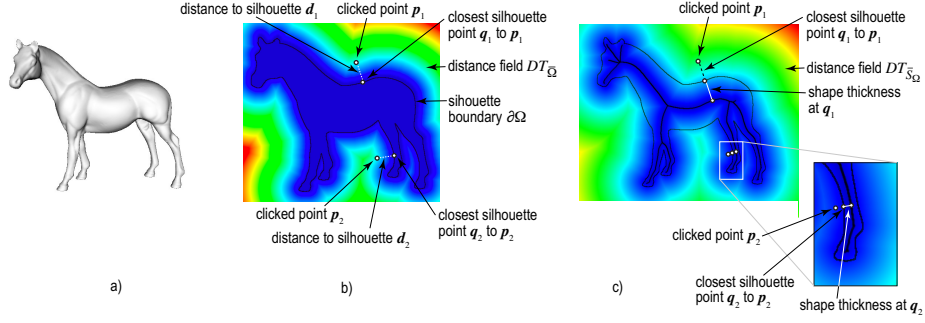 distance to silhouette d1
clicked point p1
closest silhouette
point q1 to p1
distance field DTΩ̅
sihouette
boundary ∂Ω
clicked point p2
distance to silhouette d2
closest silhouette
point q2 to p2
clicked point p1
closest silhouette
point q1 to p1
distance field DTS̅Ω
shape thickness
at q1
clicked point p2
closest silhouette
point q2 to p2
shape thickness at q2
a)
b)
c)